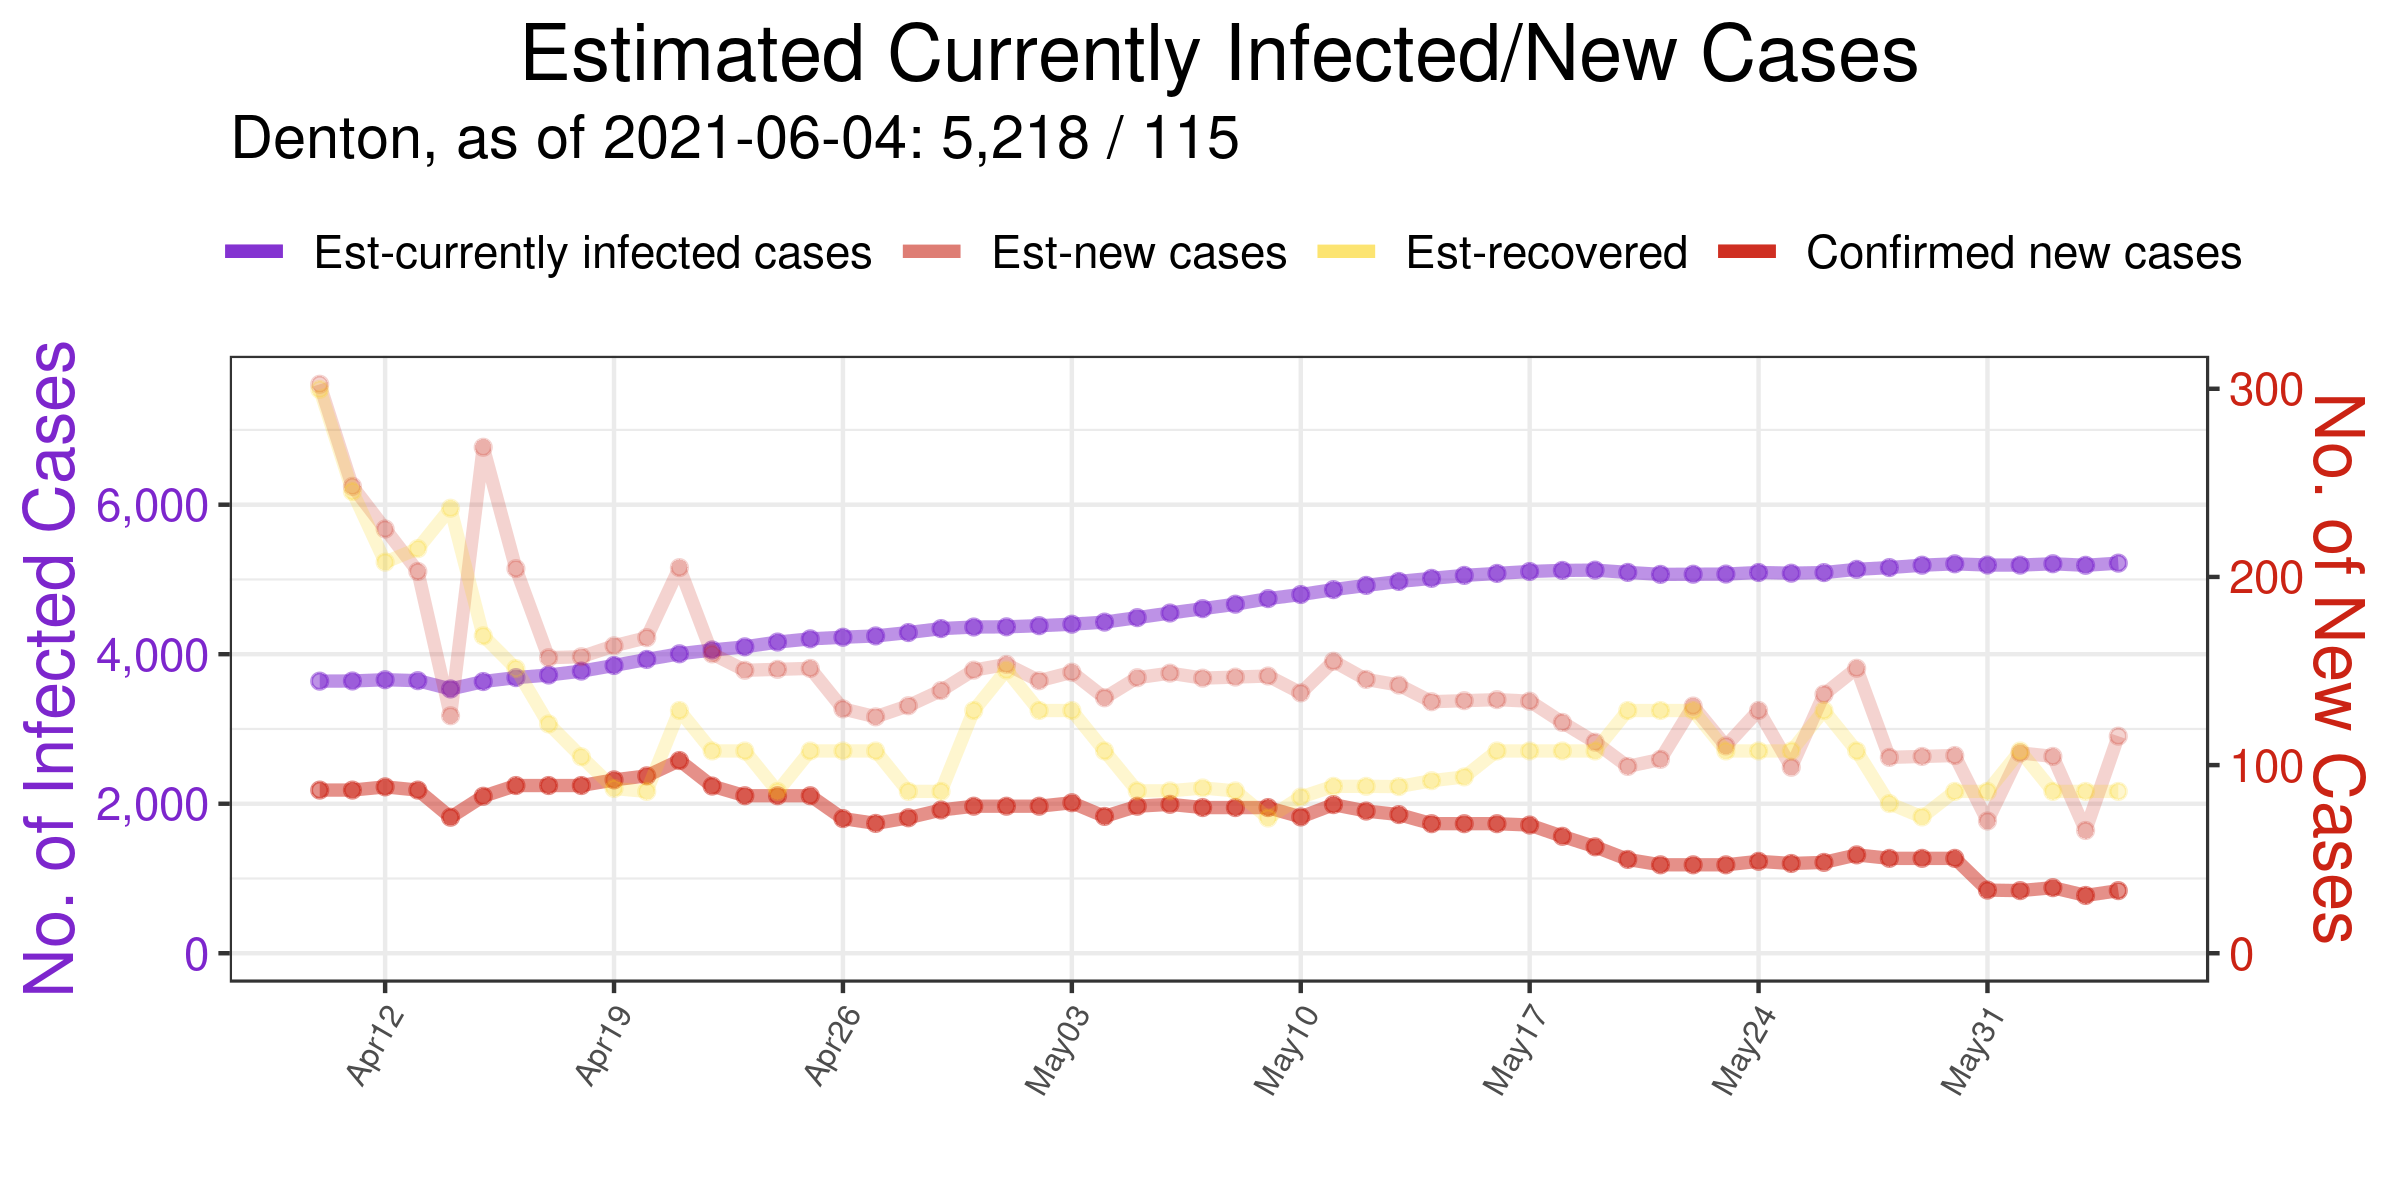 Estimated Currently Infected/New Cases
Denton, as of 2021-06-04: 5,218 / 115
Est-currently infected cases Est-new cases Est-recovered Confirmed new cases
No. of Infected Cases
6,000
4,000
2,000
0
300
200
100
0
No. of New Cases
Apr12 Apr19 Apr26 May03 May10 May17 May24 May31